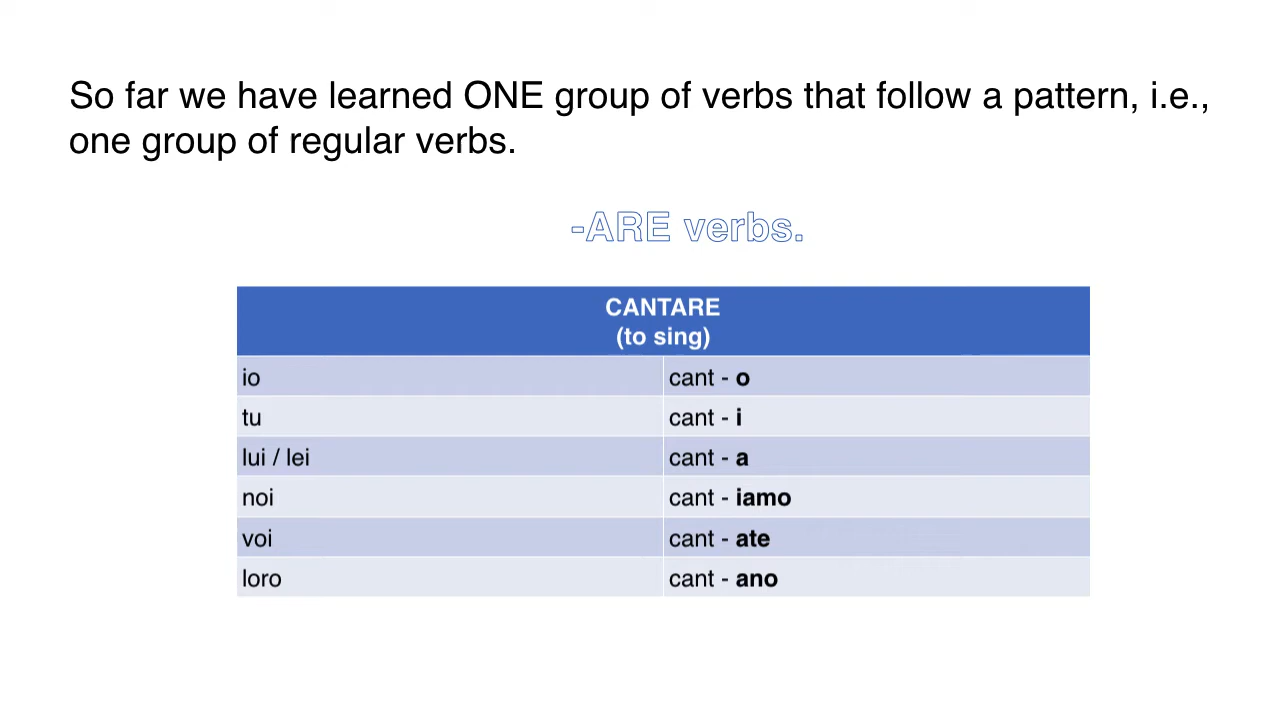 So far we have learned ONE group of verbs that follow a pattern, i.e.,
one group of regular verbs.
-ARE verbs.
CANTARE
(to sing)
io cant - o
tu cant - i
lui / lei cant - a
noi cant - iamo
voi cant - ate
loro cant - ano